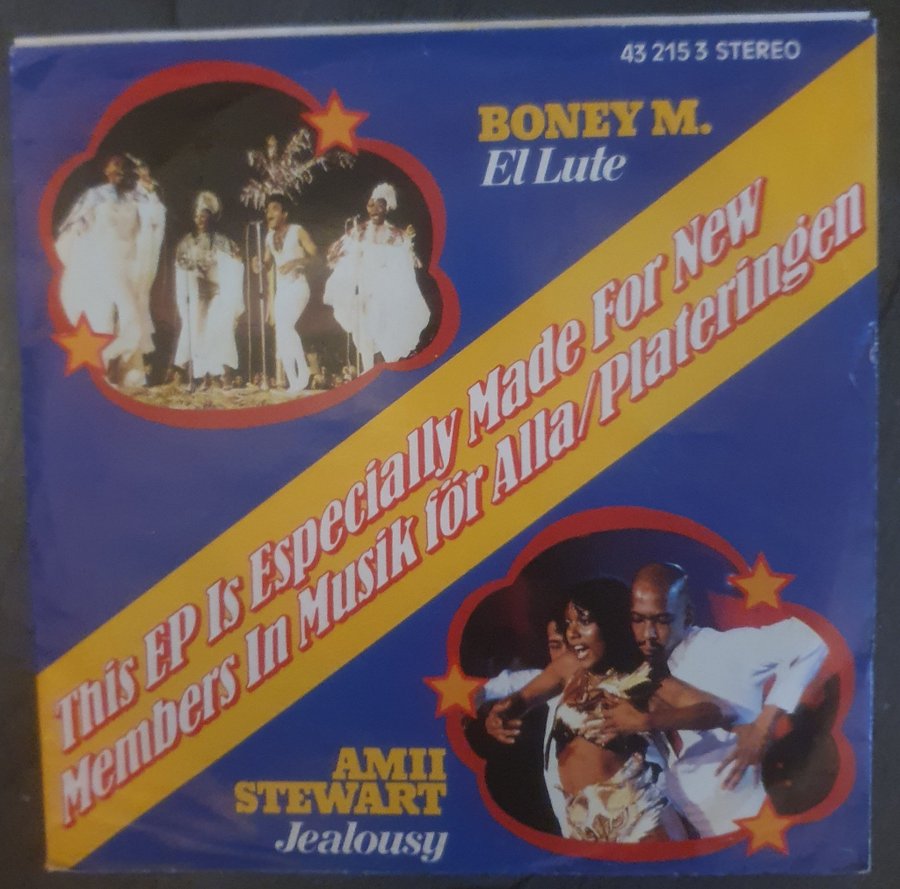 43 215 3 STEREO
BONEY M.
El Lute
This EP Is Especially Made For New
Members In Musik för Alla/Plateringen
AMII
STEWART
Jealousy